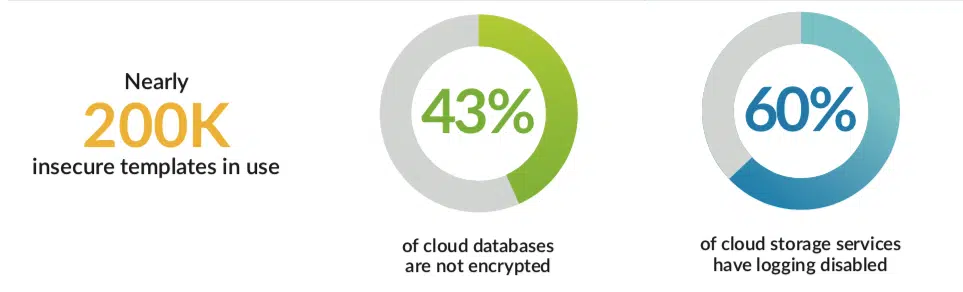 Nearly
200K
insecure templates in use
43%
of cloud databases
are not encrypted
60%
of cloud storage services
have logging disabled